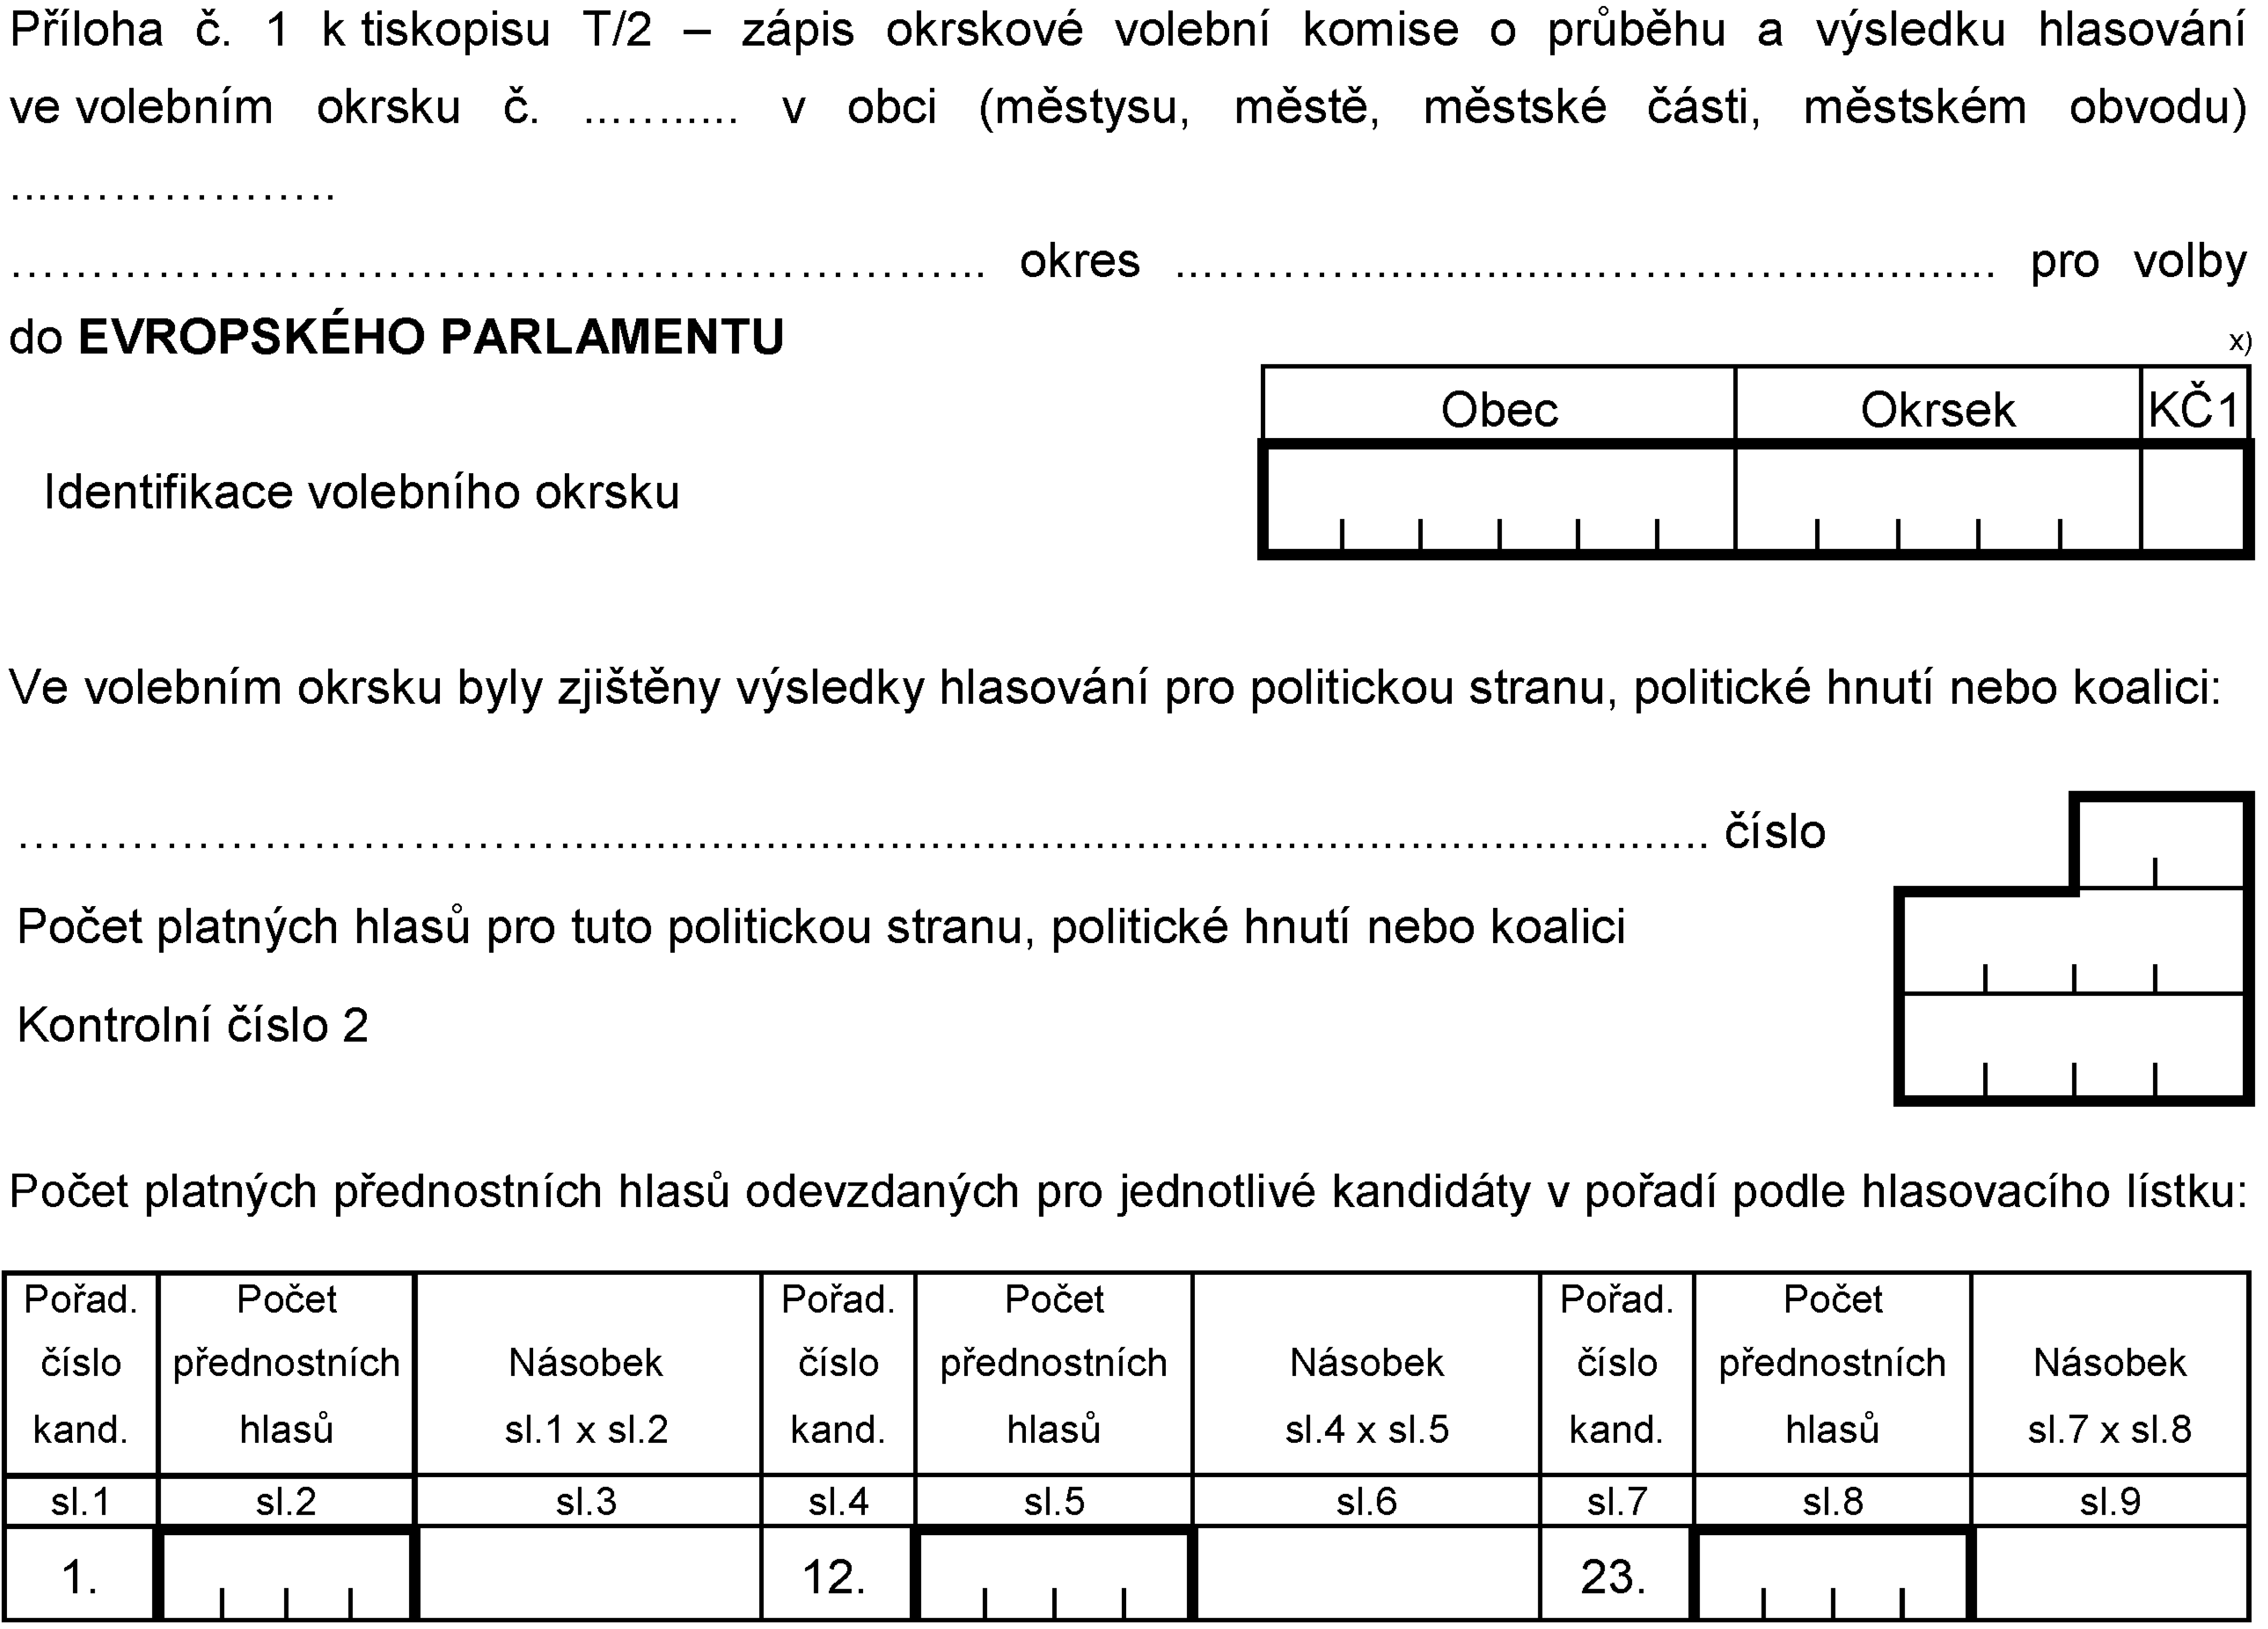 Příloha č. 1 k tiskopisu T/2 – zápis okrskové volební komise o průběhu a výsledku hlasování
ve volebním okrsku č. ........... v obci (městysu, městě, městské části, městském obvodu)
.....……………..
………………………………………………….. okres ...………..................…………............... pro volby
do EVROPSKÉHO PARLAMENTU x)
Obec Okrsek KČ1
Identifikace volebního okrsku
Ve volebním okrsku byly zjištěny výsledky hlasování pro politickou stranu, politické hnutí nebo koalici:
……………………………................................................................................... číslo
Počet platných hlasů pro tuto politickou stranu, politické hnutí nebo koalici
Kontrolní číslo 2
Počet platných přednostních hlasů odevzdaných pro jednotlivé kandidáty v pořadí podle hlasovacího lístku:
Pořad. Počet Pořad. Počet Pořad. Počet
číslo přednostních Násobek číslo přednostních Násobek číslo přednostních Násobek
kand. hlasů sl.1 x sl.2 kand. hlasů sl.4 x sl.5 kand. hlasů sl.7 x sl.8
sl.1 sl.2 sl.3 sl.4 sl.5 sl.6 sl.7 sl.8 sl.9
1. 12. 23.